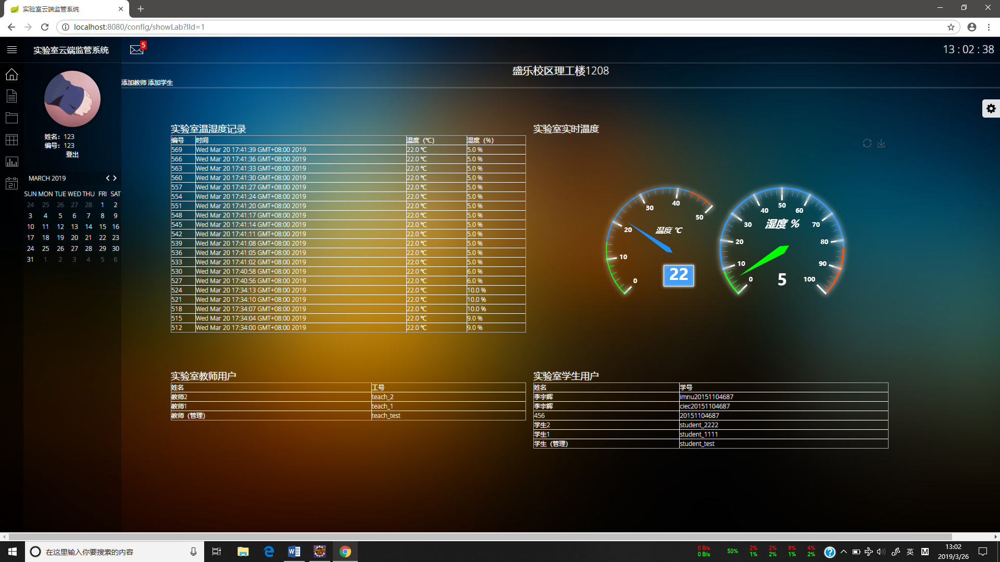 实验室云端监管系统
localhost:8080/config/showLab?lId=1
实验室云端监管系统
5
13 : 02 : 38
盛乐校区理工楼1208
添加教师 添加学生
姓名：123
编号：123
登出
MARCH 2019
SUN MON TUE WED THU FRI SAT
24 25 26 27 28 1 2
3 4 5 6 7 8 9
10 11 12 13 14 15 16
17 18 19 20 21 22 23
24 25 26 27 28 29 30
31 1 2 3 4 5 6
21
实验室温湿度记录
编号 时间 温度（℃） 湿度（%）
569 Wed Mar 20 17:41:39 GMT+08:00 2019 22.0 ℃ 5.0 %
566 Wed Mar 20 17:41:36 GMT+08:00 2019 22.0 ℃ 5.0 %
563 Wed Mar 20 17:41:33 GMT+08:00 2019 22.0 ℃ 5.0 %
560 Wed Mar 20 17:41:30 GMT+08:00 2019 22.0 ℃ 5.0 %
557 Wed Mar 20 17:41:27 GMT+08:00 2019 22.0 ℃ 5.0 %
554 Wed Mar 20 17:41:24 GMT+08:00 2019 22.0 ℃ 5.0 %
551 Wed Mar 20 17:41:20 GMT+08:00 2019 22.0 ℃ 5.0 %
548 Wed Mar 20 17:41:17 GMT+08:00 2019 22.0 ℃ 5.0 %
545 Wed Mar 20 17:41:14 GMT+08:00 2019 22.0 ℃ 5.0 %
542 Wed Mar 20 17:41:11 GMT+08:00 2019 22.0 ℃ 5.0 %
539 Wed Mar 20 17:41:08 GMT+08:00 2019 22.0 ℃ 5.0 %
536 Wed Mar 20 17:41:05 GMT+08:00 2019 22.0 ℃ 5.0 %
533 Wed Mar 20 17:41:02 GMT+08:00 2019 22.0 ℃ 5.0 %
530 Wed Mar 20 17:40:58 GMT+08:00 2019 22.0 ℃ 6.0 %
527 Wed Mar 20 17:40:56 GMT+08:00 2019 22.0 ℃ 6.0 %
524 Wed Mar 20 17:34:13 GMT+08:00 2019 22.0 ℃ 10.0 %
521 Wed Mar 20 17:34:10 GMT+08:00 2019 22.0 ℃ 10.0 %
518 Wed Mar 20 17:34:07 GMT+08:00 2019 22.0 ℃ 10.0 %
515 Wed Mar 20 17:34:04 GMT+08:00 2019 22.0 ℃ 9.0 %
512 Wed Mar 20 17:34:00 GMT+08:00 2019 22.0 ℃ 9.0 %
实验室实时温度
0 10 20 30 40 50
温度 ℃
22
0 10 20 30 40 50 60 70 80 90 100
湿度 %
5
实验室教师用户
姓名 工号
教师2 teach_2
教师1 teach_1
教师（管理） teach_test
实验室学生用户
姓名 学号
李宇辉 imnu20151104687
李宇辉 ciec20151104687
456 20151104687
学生2 student_2222
学生1 student_1111
学生（管理） student_test
在这里输入你要搜索的内容
0 B/s 50% 2% 2% 9% 4%
0 B/s 1% 2% 1% 2%
英 M
13:02
2019/3/26